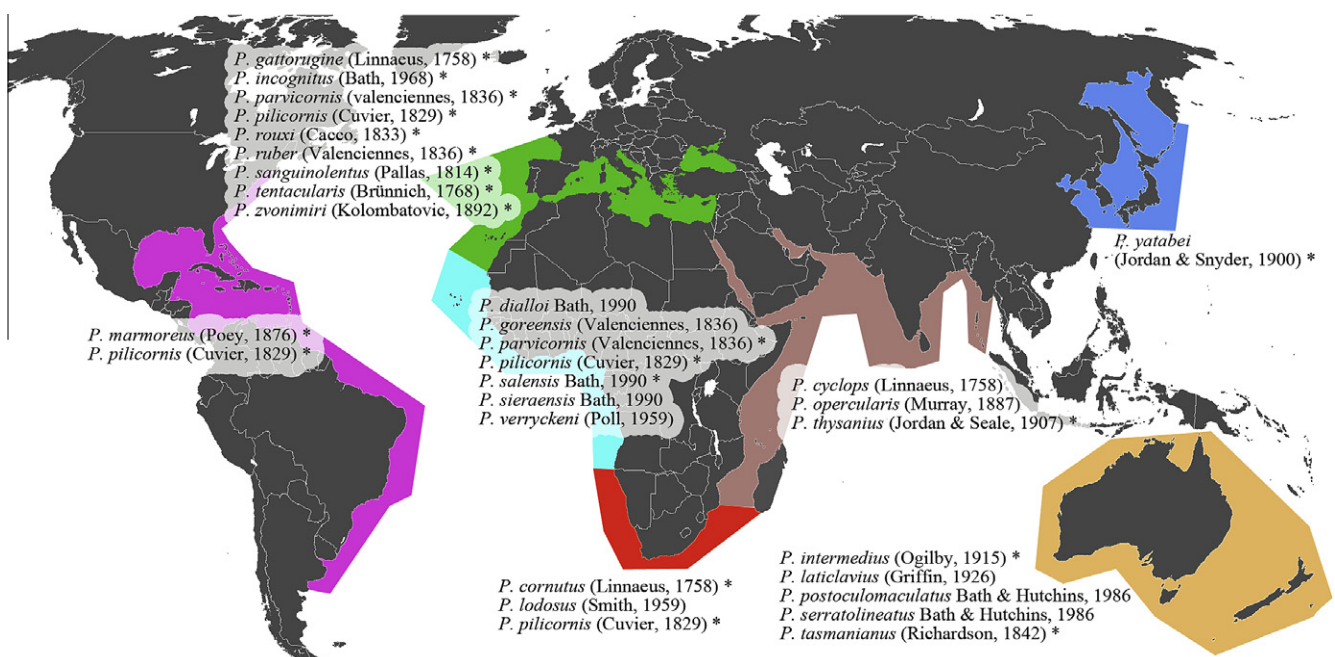 P. gattorugine (Linnaeus, 1758) *
P. incognitus (Bath, 1968) *
P. parvicornis (valenciennes, 1836) *
P. pilicornis (Cuvier, 1829) *
P. rouxi (Cacco, 1833) *
P. ruber (Valenciennes, 1836) *
P. sanguinolentus (Pallas, 1814) *
P. tentacularis (Brünnich, 1768) *
P. zvonimiri (Kolombatovic, 1892) *
P. yatabei
(Jordan & Snyder, 1900) *
P. marmoreus (Poey, 1876) *
P. pilicornis (Cuvier, 1829) *
P. dialloi Bath, 1990
P. goreensis (Valenciennes, 1836)
P. parvicornis (Valenciennes, 1836) *
P. pilicornis (Cuvier, 1829) *
P. salensis Bath, 1990 *
P. sieraensis Bath, 1990
P. verryckeni (Poll, 1959)
P. cyclops (Linnaeus, 1758)
P. opercularis (Murray, 1887)
P. thysanius (Jordan & Seale, 1907) *
P. cornutus (Linnaeus, 1758) *
P. lodosus (Smith, 1959)
P. pilicornis (Cuvier, 1829) *
P. intermedius (Ogilby, 1915) *
P. laticlavius (Griffin, 1926)
P. postoculomaculatus Bath & Hutchins, 1986
P. serratolineatus Bath & Hutchins, 1986
P. tasmanianus (Richardson, 1842) *